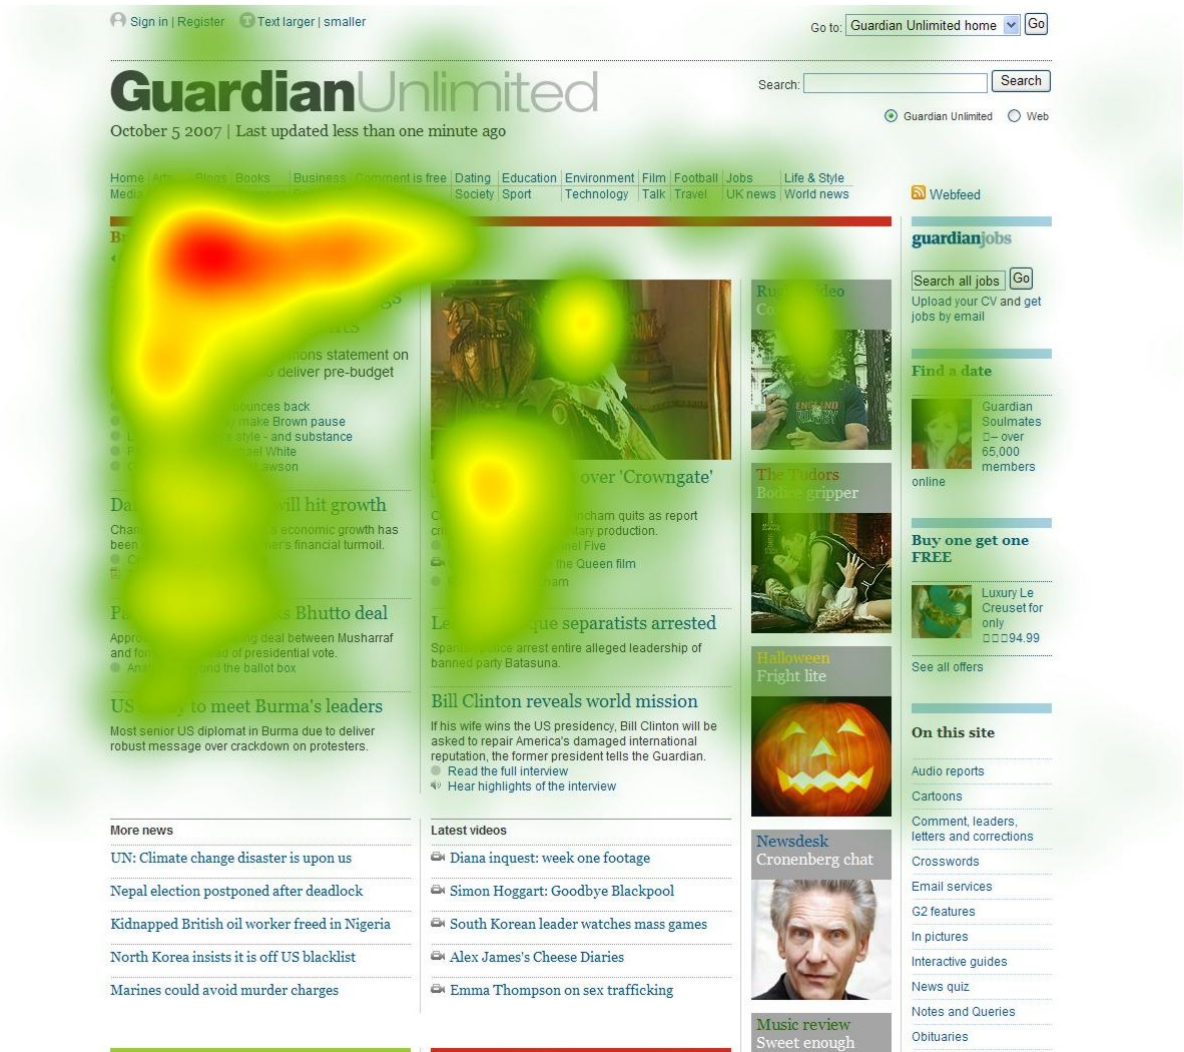 Sign in | Register Text larger | smaller
Go to: Guardian Unlimited home Go
GuardianUnlimited
Search: Search
October 5 2007 | Last updated less than one minute ago
Guardian Unlimited Web
Home Arts Blogs Books Business Comment is free Dating Education Environment Film Football Jobs Life & Style
Media Society Sport Technology Talk Travel UK news World news
Webfeed
statement on
deliver pre-budget
bounces back
make Brown pause
style - and substance
White
Lawson
will hit growth
economic growth has
been financial turmoil.
Bhutto deal
deal between Musharraf
and of presidential vote.
the ballot box
US to meet Burma's leaders
Most senior US diplomat in Burma due to deliver
robust message over crackdown on protesters.
over 'Crowngate'
quits as report
production.
Five
the Queen film
separatists arrested
arrest entire alleged leadership of
banned party Batasuna.
Bill Clinton reveals world mission
If his wife wins the US presidency, Bill Clinton will be
asked to repair America's damaged international
reputation, the former president tells the Guardian.
Read the full interview
Hear highlights of the interview
ENGLAND
RUGBY
The Tudors
Bodice gripper
Halloween
Fright lite
Newsdesk
Cronenberg chat
Music review
Sweet enough
guardianjobs
Search all jobs Go
Upload your CV and get
jobs by email
Find a date
Guardian
Soulmates
– over
65,000
members
online
Buy one get one
FREE
Luxury Le
Creuset for
only
94.99
See all offers
On this site
Audio reports
Cartoons
Comment, leaders,
letters and corrections
Crosswords
Email services
G2 features
In pictures
Interactive guides
News quiz
Notes and Queries
Obituaries
More news
UN: Climate change disaster is upon us
Nepal election postponed after deadlock
Kidnapped British oil worker freed in Nigeria
North Korea insists it is off US blacklist
Marines could avoid murder charges
Latest videos
Diana inquest: week one footage
Simon Hoggart: Goodbye Blackpool
South Korean leader watches mass games
Alex James's Cheese Diaries
Emma Thompson on sex trafficking